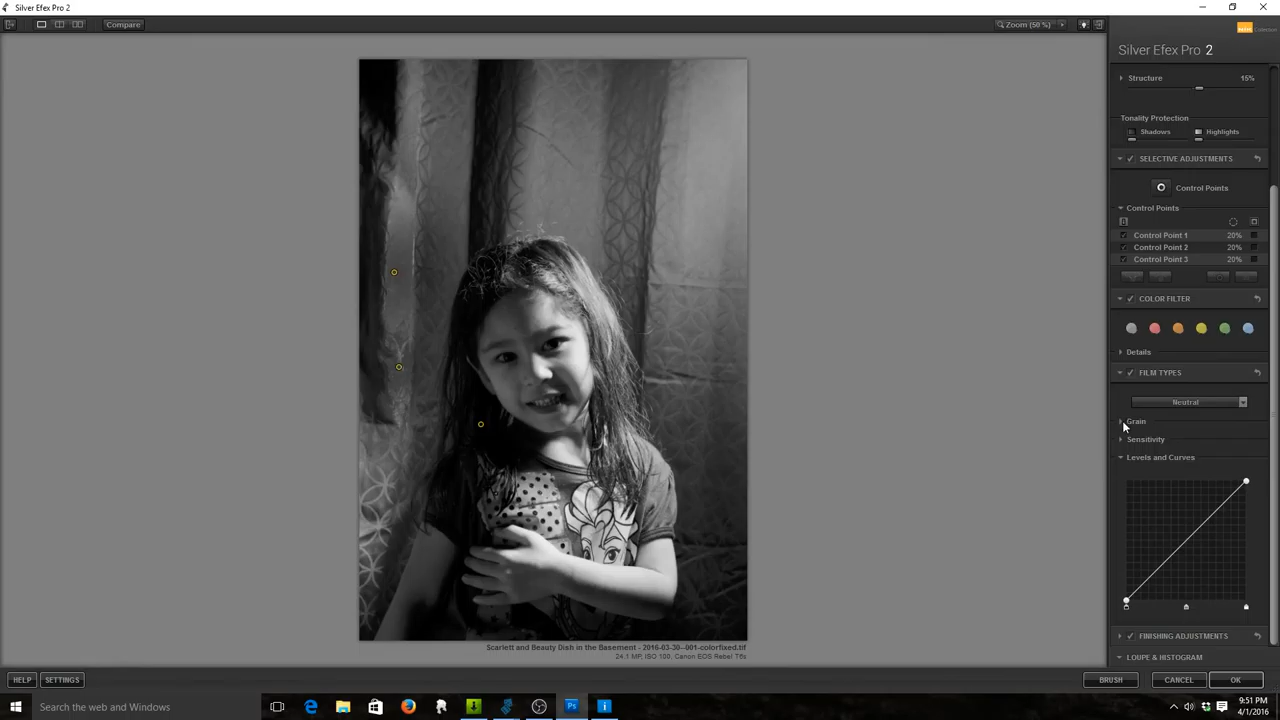 Silver Efex Pro 2
Compare
Zoom (50 %)
Collection
Silver Efex Pro 2
Structure 15%
Tonality Protection
Shadows Highlights
SELECTIVE ADJUSTMENTS
Control Points
Control Points
Control Point 1 20%
Control Point 2 20%
Control Point 3 20%
COLOR FILTER
Details
FILM TYPES
Neutral
Grain
Sensitivity
Levels and Curves
FINISHING ADJUSTMENTS
LOUPE & HISTOGRAM
Scarlett and Beauty Dish in the Basement - 2016-03-30--001-colorfixed.tif
24.1 MP, ISO 100, Canon EOS Rebel T6s
HELP SETTINGS BRUSH CANCEL OK
Search the web and Windows
Ps
9:51 PM
4/1/2016